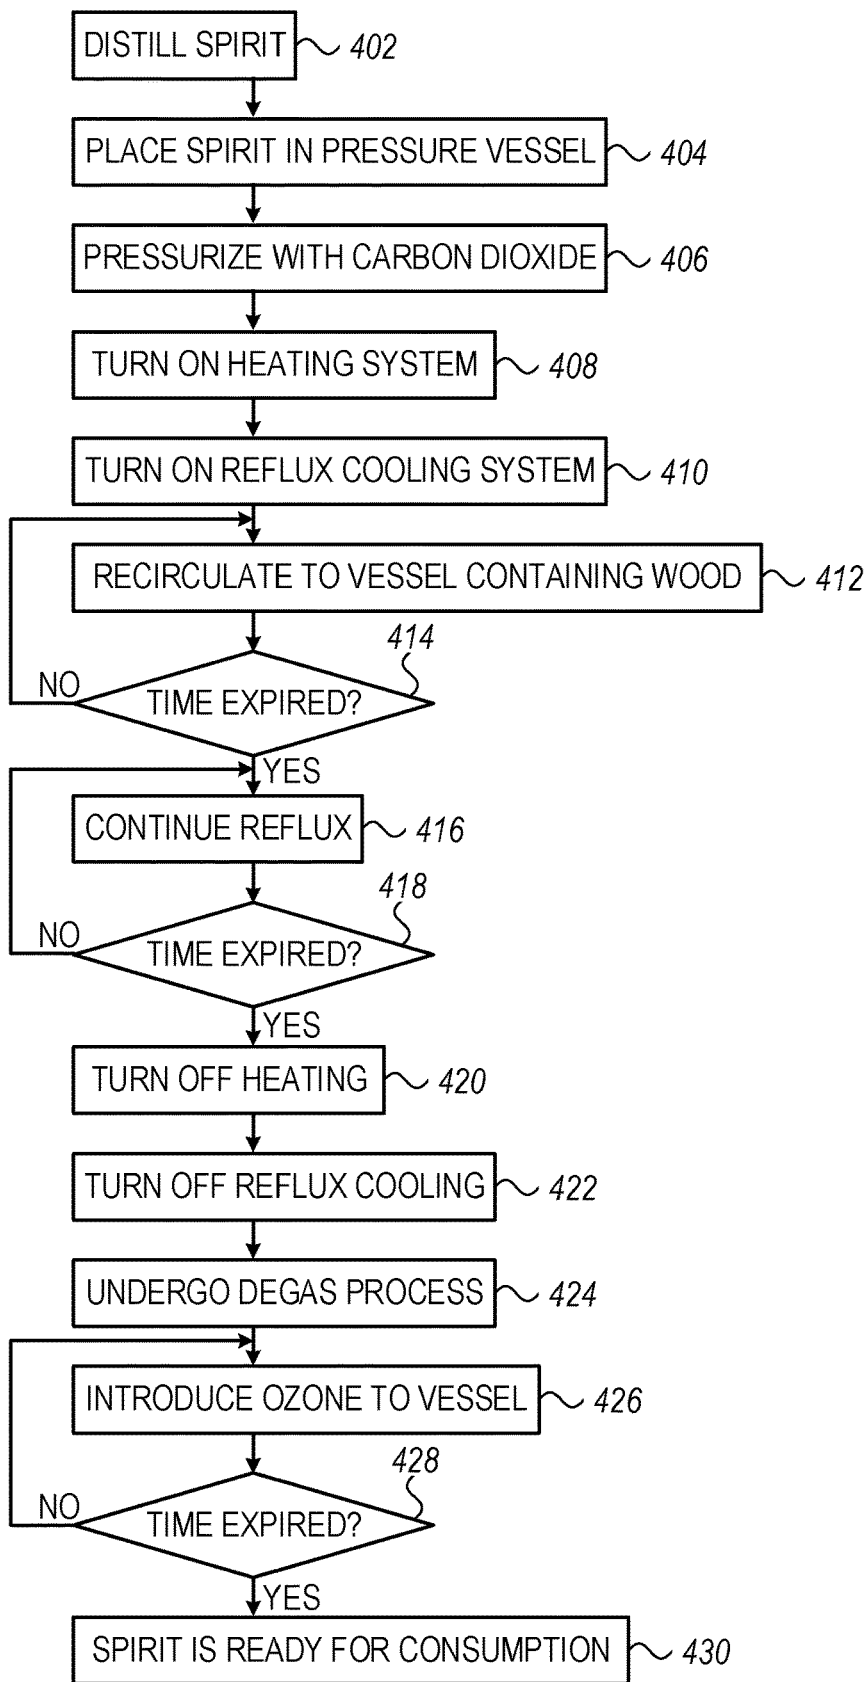 DISTILL SPIRIT 402
PLACE SPIRIT IN PRESSURE VESSEL 404
PRESSURIZE WITH CARBON DIOXIDE 406
TURN ON HEATING SYSTEM 408
TURN ON REFLUX COOLING SYSTEM 410
RECIRCULATE TO VESSEL CONTAINING WOOD 412
414
NO TIME EXPIRED?
YES
CONTINUE REFLUX 416
418
NO TIME EXPIRED?
YES
TURN OFF HEATING 420
TURN OFF REFLUX COOLING 422
UNDERGO DEGAS PROCESS 424
INTRODUCE OZONE TO VESSEL 426
428
NO TIME EXPIRED?
YES
SPIRIT IS READY FOR CONSUMPTION 430